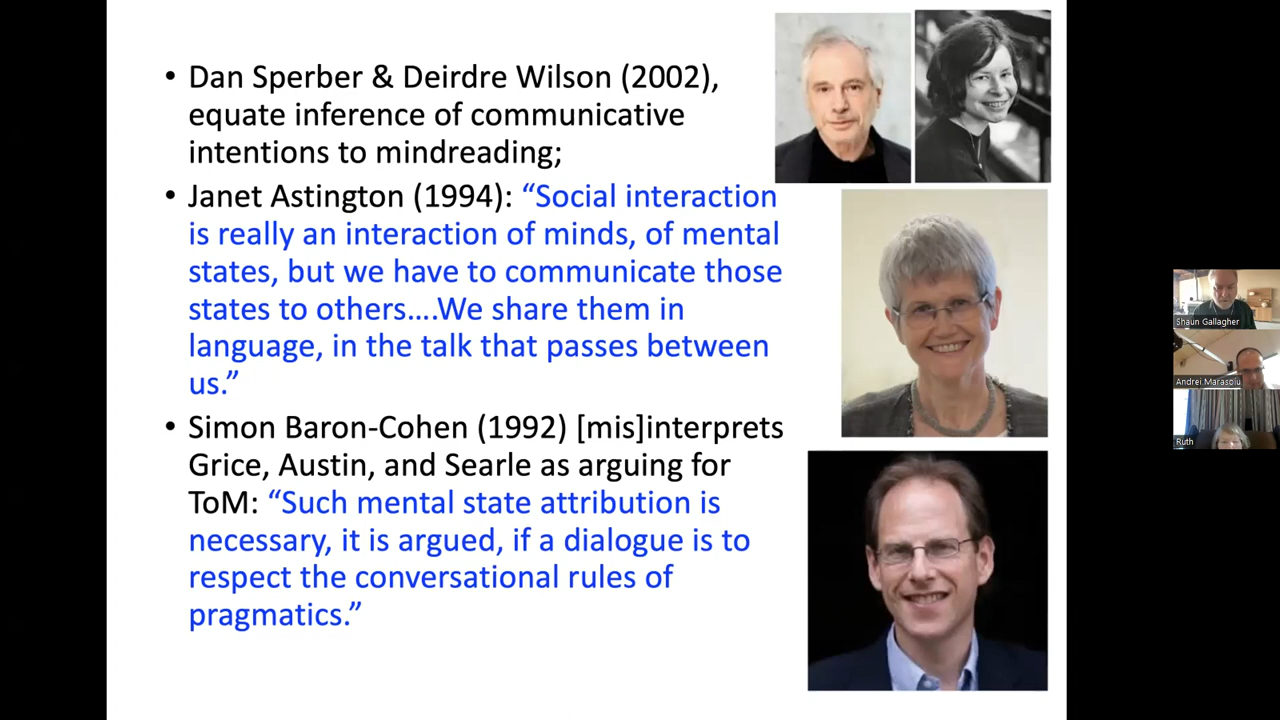 • Dan Sperber & Deirdre Wilson (2002),
equate inference of communicative
intentions to mindreading;
• Janet Astington (1994): “Social interaction
is really an interaction of minds, of mental
states, but we have to communicate those
states to others….We share them in
language, in the talk that passes between
us.”
• Simon Baron-Cohen (1992) [mis]interprets
Grice, Austin, and Searle as arguing for
ToM: “Such mental state attribution is
necessary, it is argued, if a dialogue is to
respect the conversational rules of
pragmatics.”
Shaun Gallagher
Andrei Marasoiu
Ruth